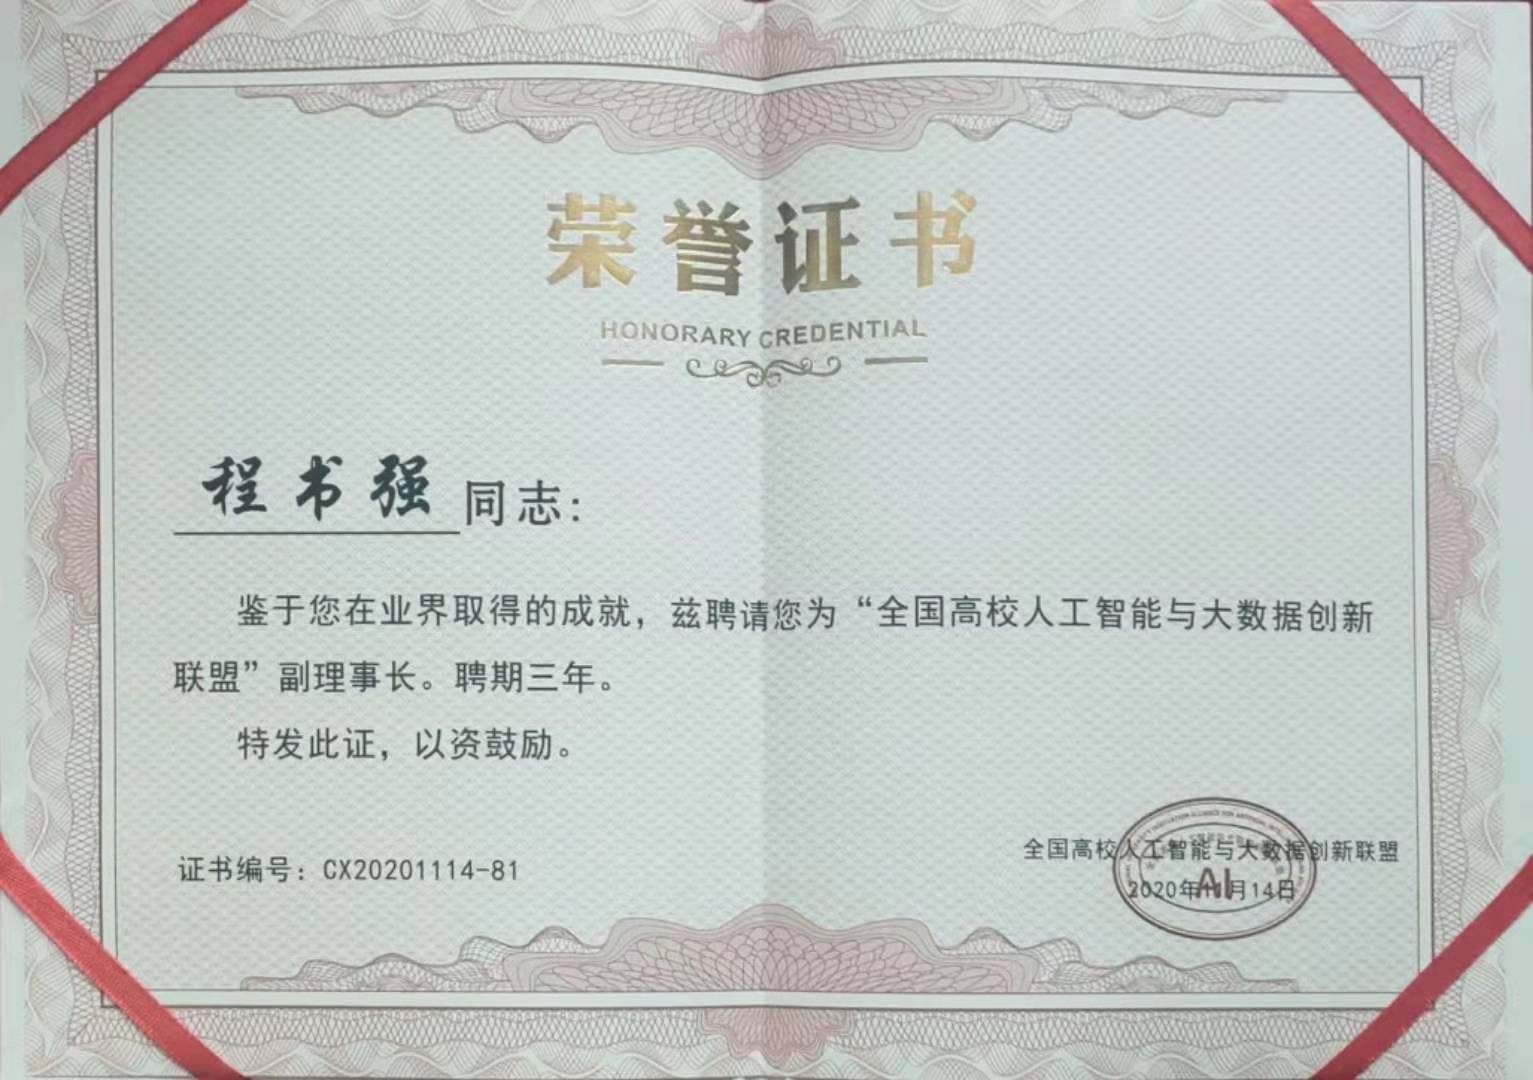 荣誉证书
HONORARY CREDENTIAL
程书强同志：
鉴于您在业界取得的成就，兹聘请您为“全国高校人工智能与大数据创新
联盟”副理事长。聘期三年。
特发此证，以资鼓励。
证书编号：CX20201114-81
全国高校人工智能与大数据创新联盟
2020年11月14日
AI